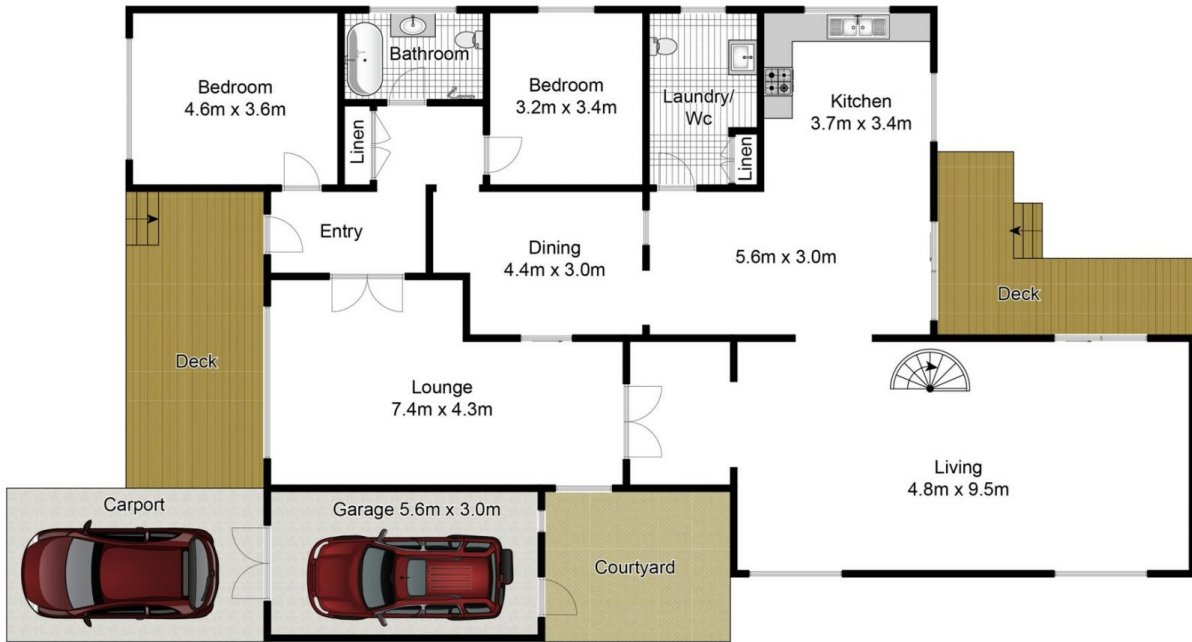 Bedroom
4.6m x 3.6m
Bathroom
Linen
Bedroom
3.2m x 3.4m
Laundry/
Wc
Linen
Kitchen
3.7m x 3.4m
Entry
Dining
4.4m x 3.0m
5.6m x 3.0m
Deck
Deck
Lounge
7.4m x 4.3m
Living
4.8m x 9.5m
Carport
Garage 5.6m x 3.0m
Courtyard